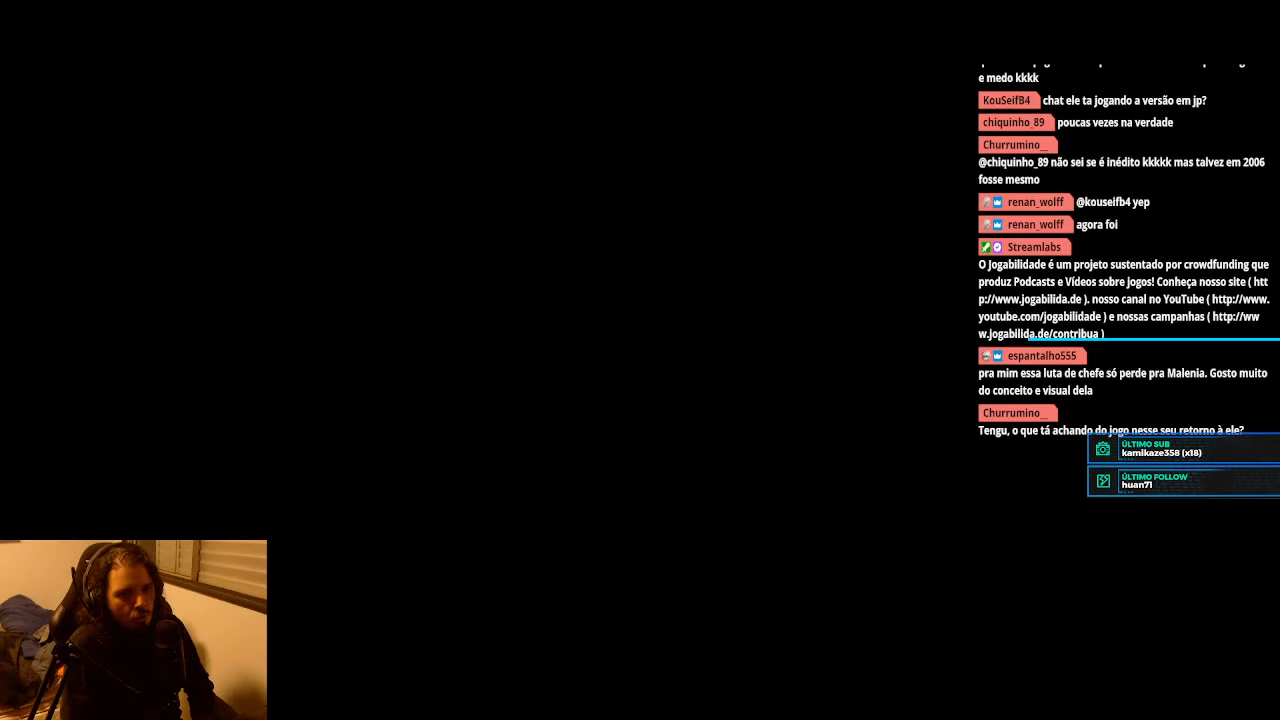 e medo kkkk
KouSeifB4 chat ele ta jogando a versão em jp?
chiquinho_89 poucas vezes na verdade
Churrumino__
@chiquinho_89 não sei se é inédito kkkkk mas talvez em 2006
fosse mesmo
renan_wolff @kouseifb4 yep
renan_wolff agora foi
Streamlabs
O Jogabilidade é um projeto sustentado por crowdfunding que
produz Podcasts e Vídeos sobre jogos! Conheça nosso site ( htt
p://www.jogabilida.de ). nosso canal no YouTube ( http://www.
youtube.com/jogabilidade ) e nossas campanhas ( http://ww
w.jogabilida.de/contribua )
espantalho555
pra mim essa luta de chefe só perde pra Malenia. Gosto muito
do conceito e visual dela
Churrumino__
Tengu, o que tá achando do jogo nesse seu retorno à ele?
ÚLTIMO SUB
kamikaze358 (x18)
ÚLTIMO FOLLOW
huan71